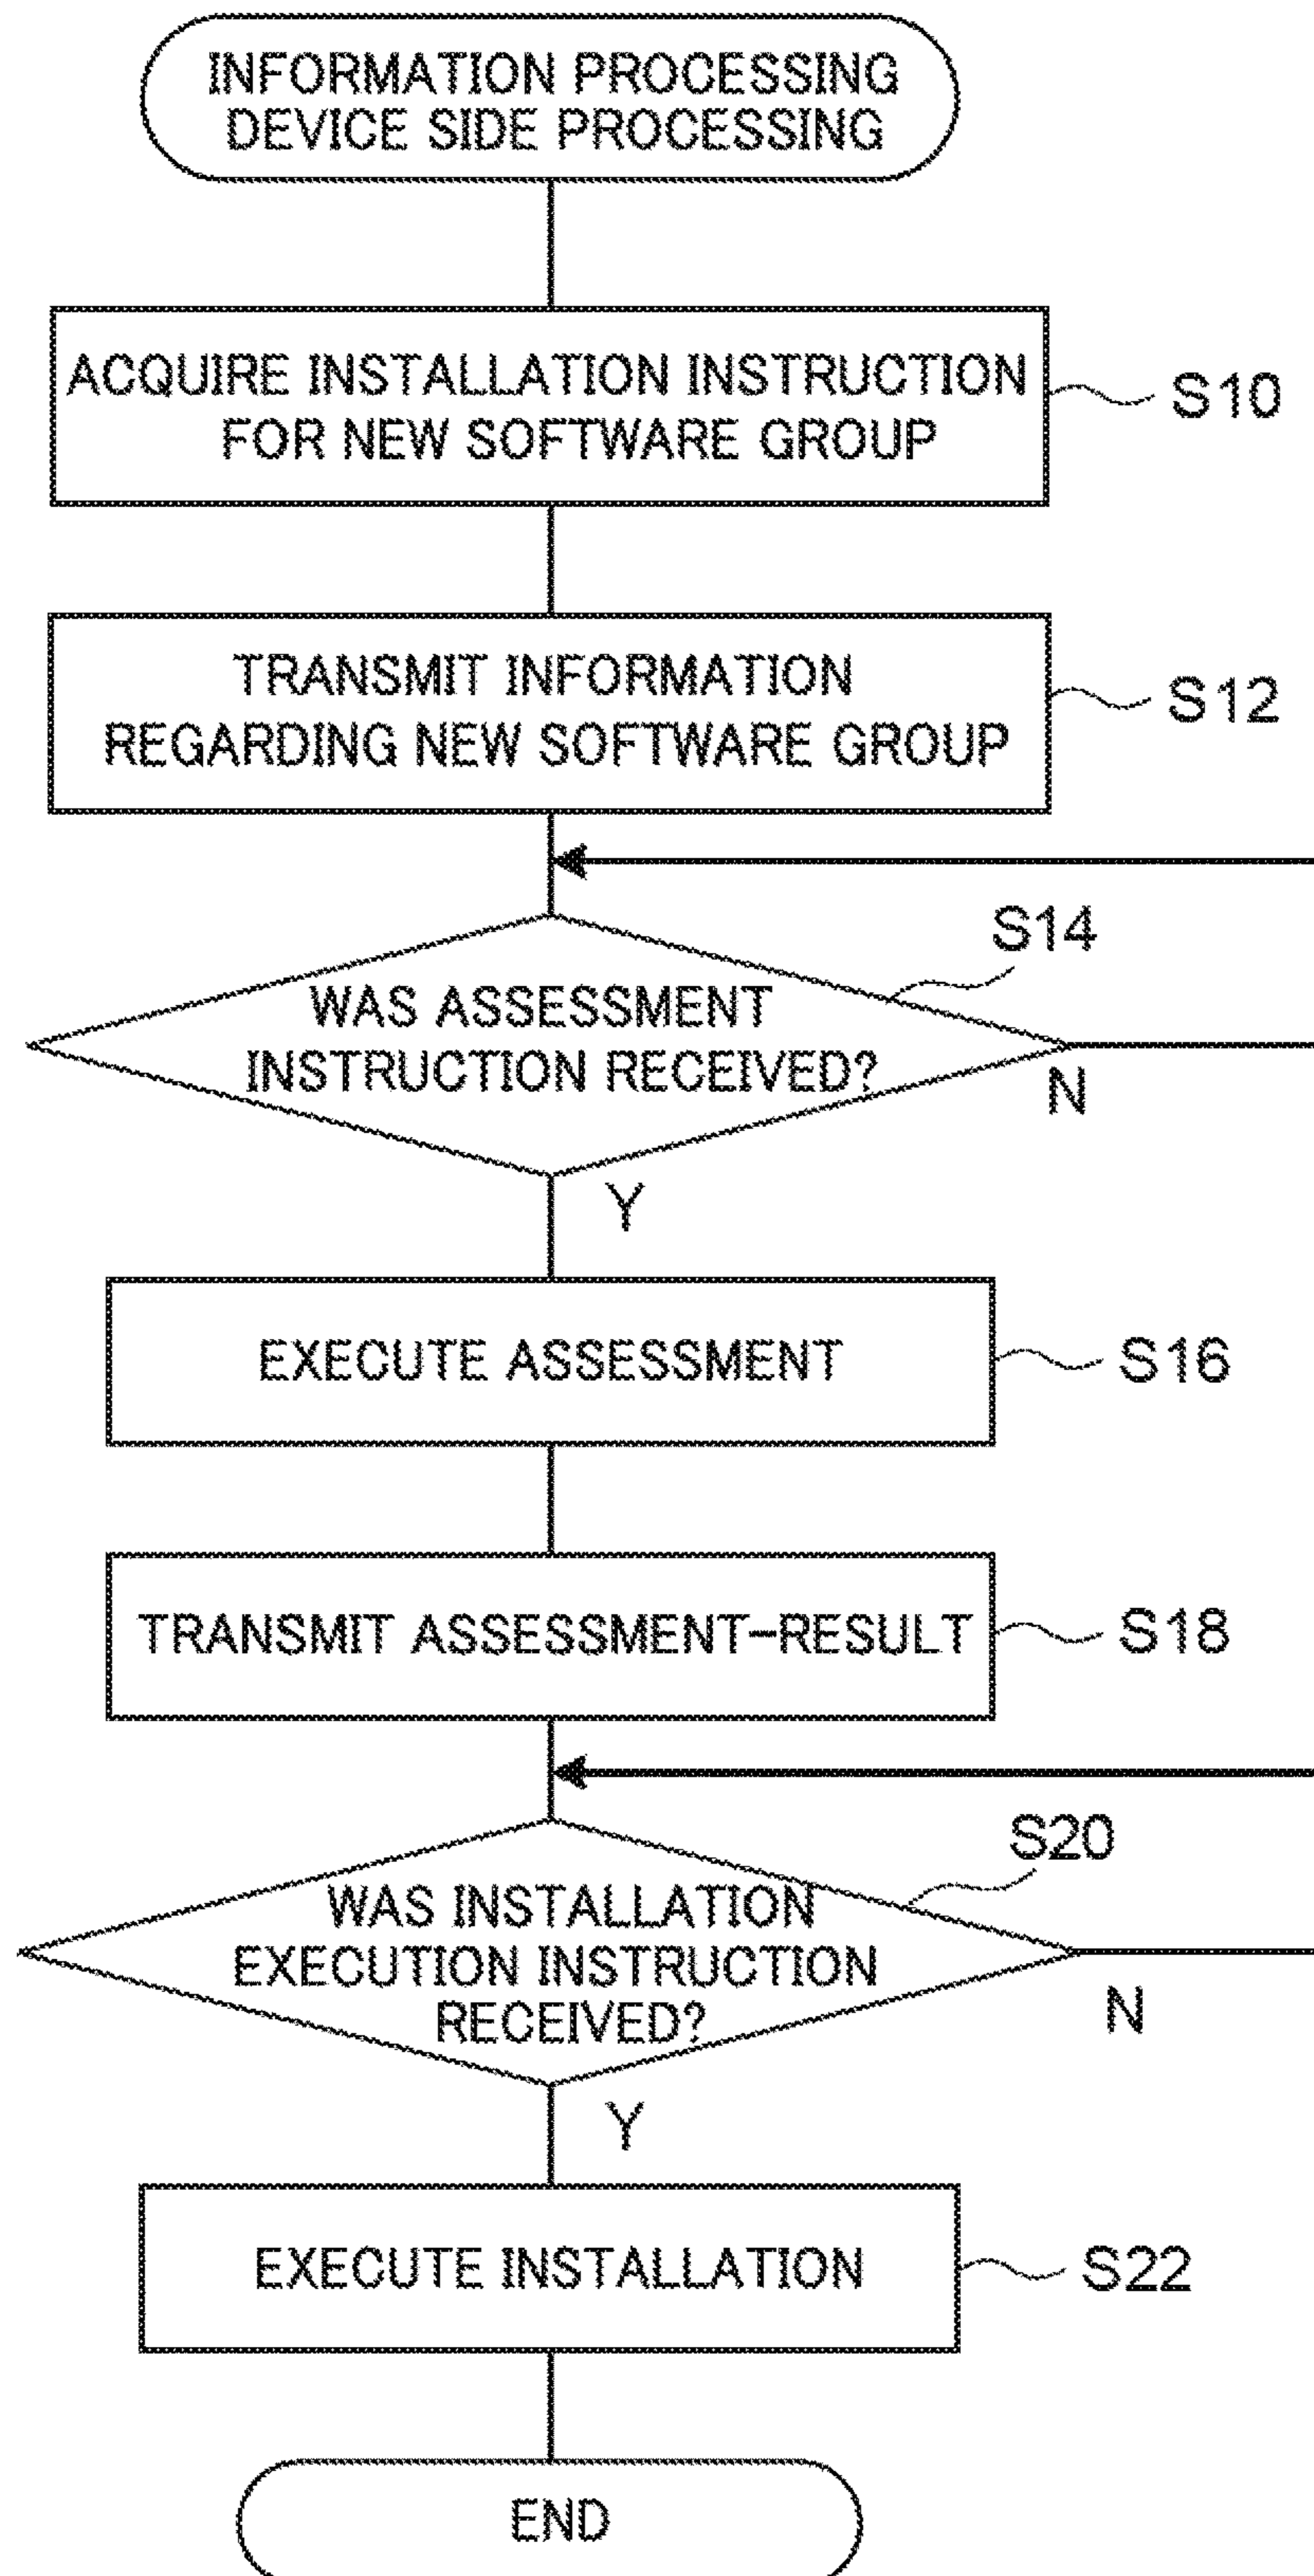 INFORMATION PROCESSING
DEVICE SIDE PROCESSING
ACQUIRE INSTALLATION INSTRUCTION
FOR NEW SOFTWARE GROUP
S10
TRANSMIT INFORMATION
REGARDING NEW SOFTWARE GROUP
S12
S14
WAS ASSESSMENT
INSTRUCTION RECEIVED?
N
Y
EXECUTE ASSESSMENT
S16
TRANSMIT ASSESSMENT-RESULT
S18
S20
WAS INSTALLATION
EXECUTION INSTRUCTION
RECEIVED?
N
Y
EXECUTE INSTALLATION
S22
END